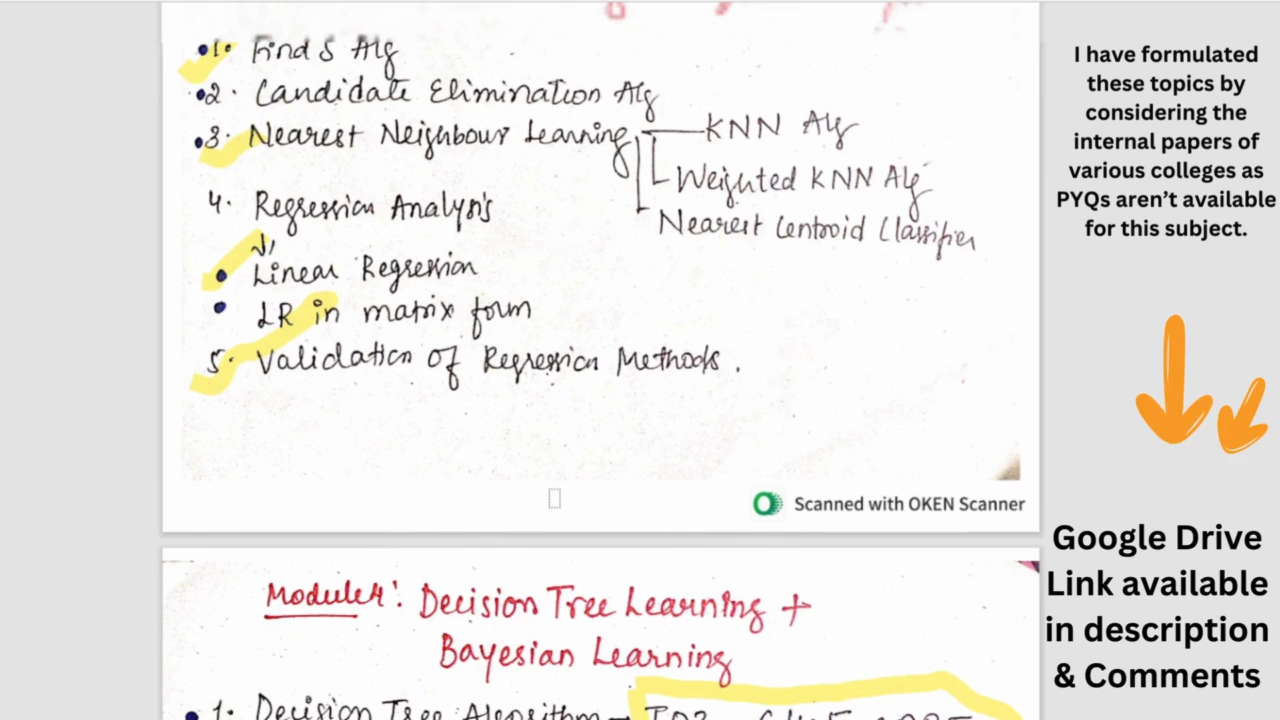 1. Find S Alg
2. Candidate Elimination Alg
3. Nearest Neighbour Learning
KNN Alg
Weighted KNN Alg
Nearest Centroid Classifier
4. Regression Analysis
Linear Regression
LR in matrix form
5. Validation of Regression Methods.
Scanned with OKEN Scanner
Module4: Decision Tree Learning +
Bayesian Learning
1. Decision Tree Algorithm
I have formulated
these topics by
considering the
internal papers of
various colleges as
PYQs aren't available
for this subject.
Google Drive
Link available
in description
& Comments